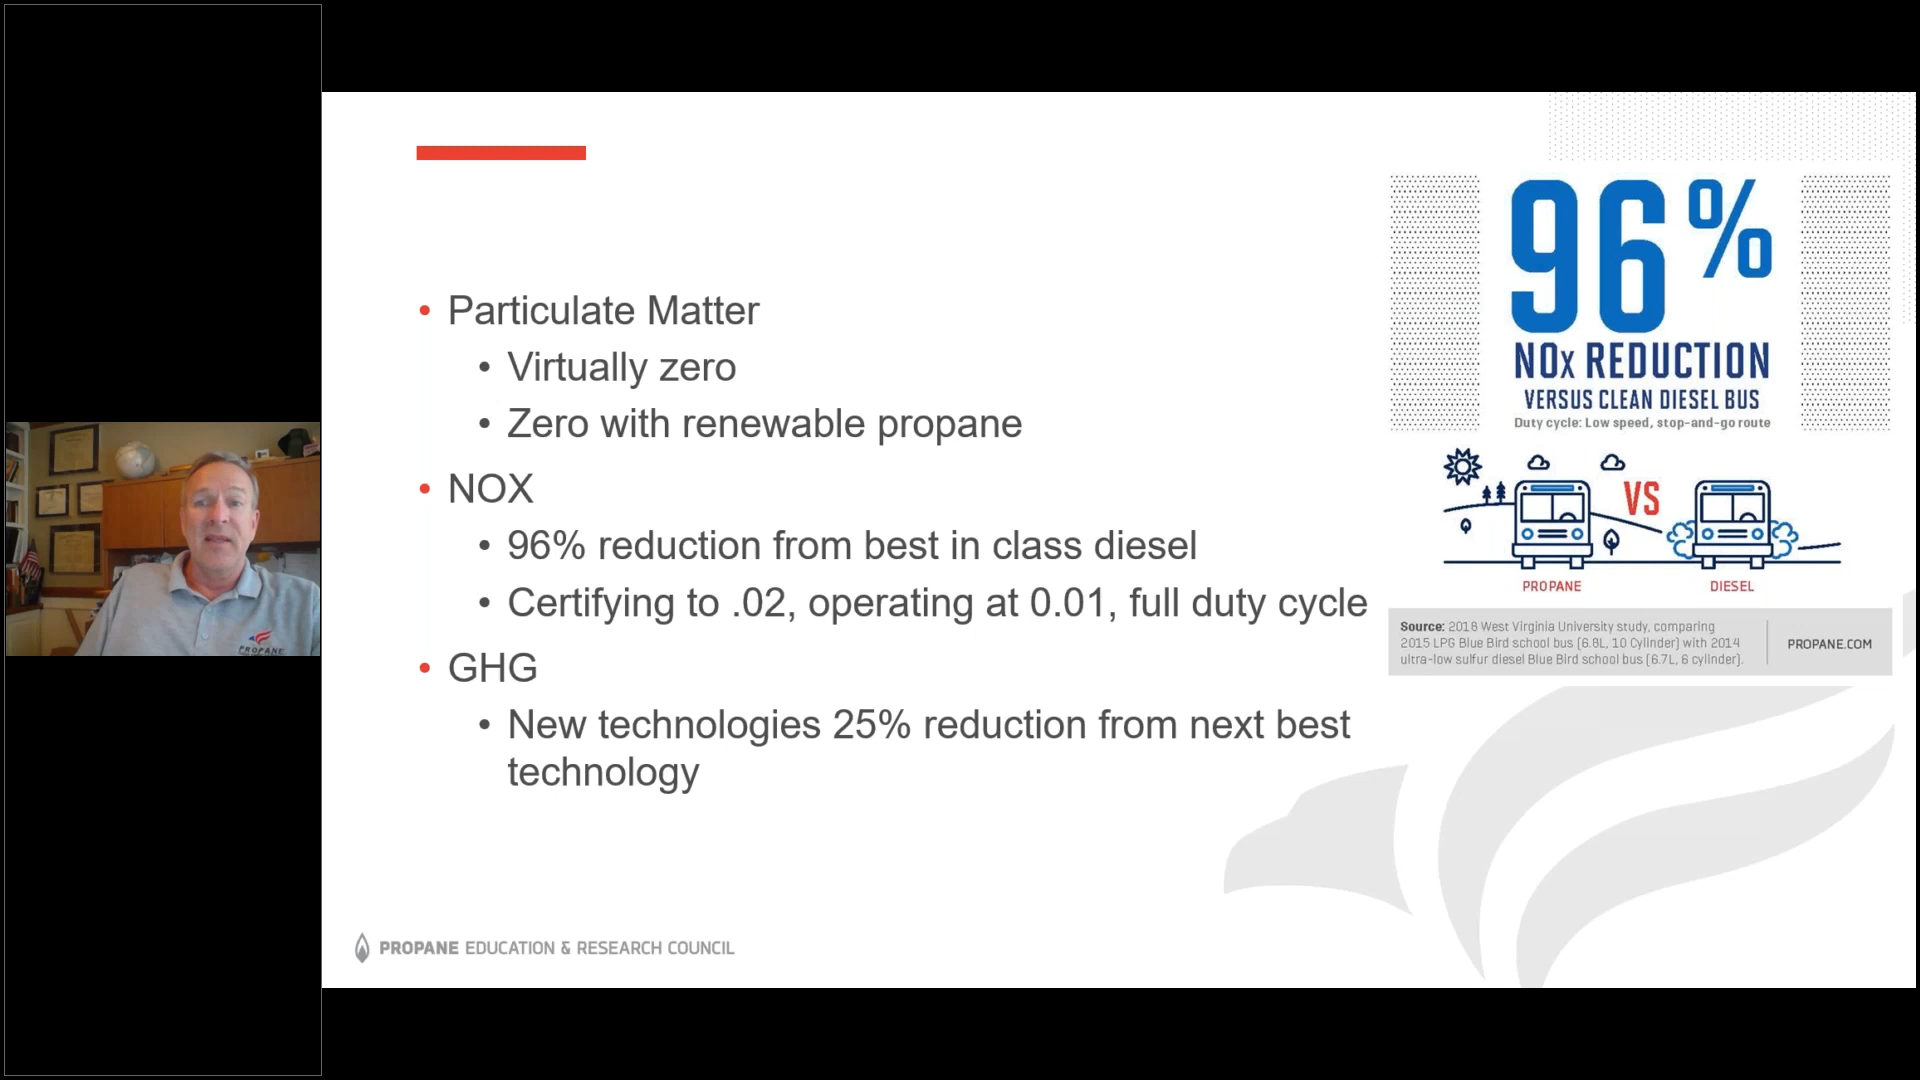 Particulate Matter
Virtually zero
Zero with renewable propane
NOX
96% reduction from best in class diesel
Certifying to .02, operating at 0.01, full duty cycle
GHG
New technologies 25% reduction from next best
technology
96%
NOx REDUCTION
VERSUS CLEAN DIESEL BUS
Duty cycle: Low speed, stop-and-go route
VS
PROPANE
DIESEL
Source: 2018 West Virginia University study, comparing
2015 LPG Blue Bird school bus (6.8L, 10 Cylinder) with 2014
ultra-low sulfur diesel Blue Bird school bus (6.7L, 6 cylinder).
PROPANE.COM
PROPANE
PROPANE EDUCATION & RESEARCH COUNCIL